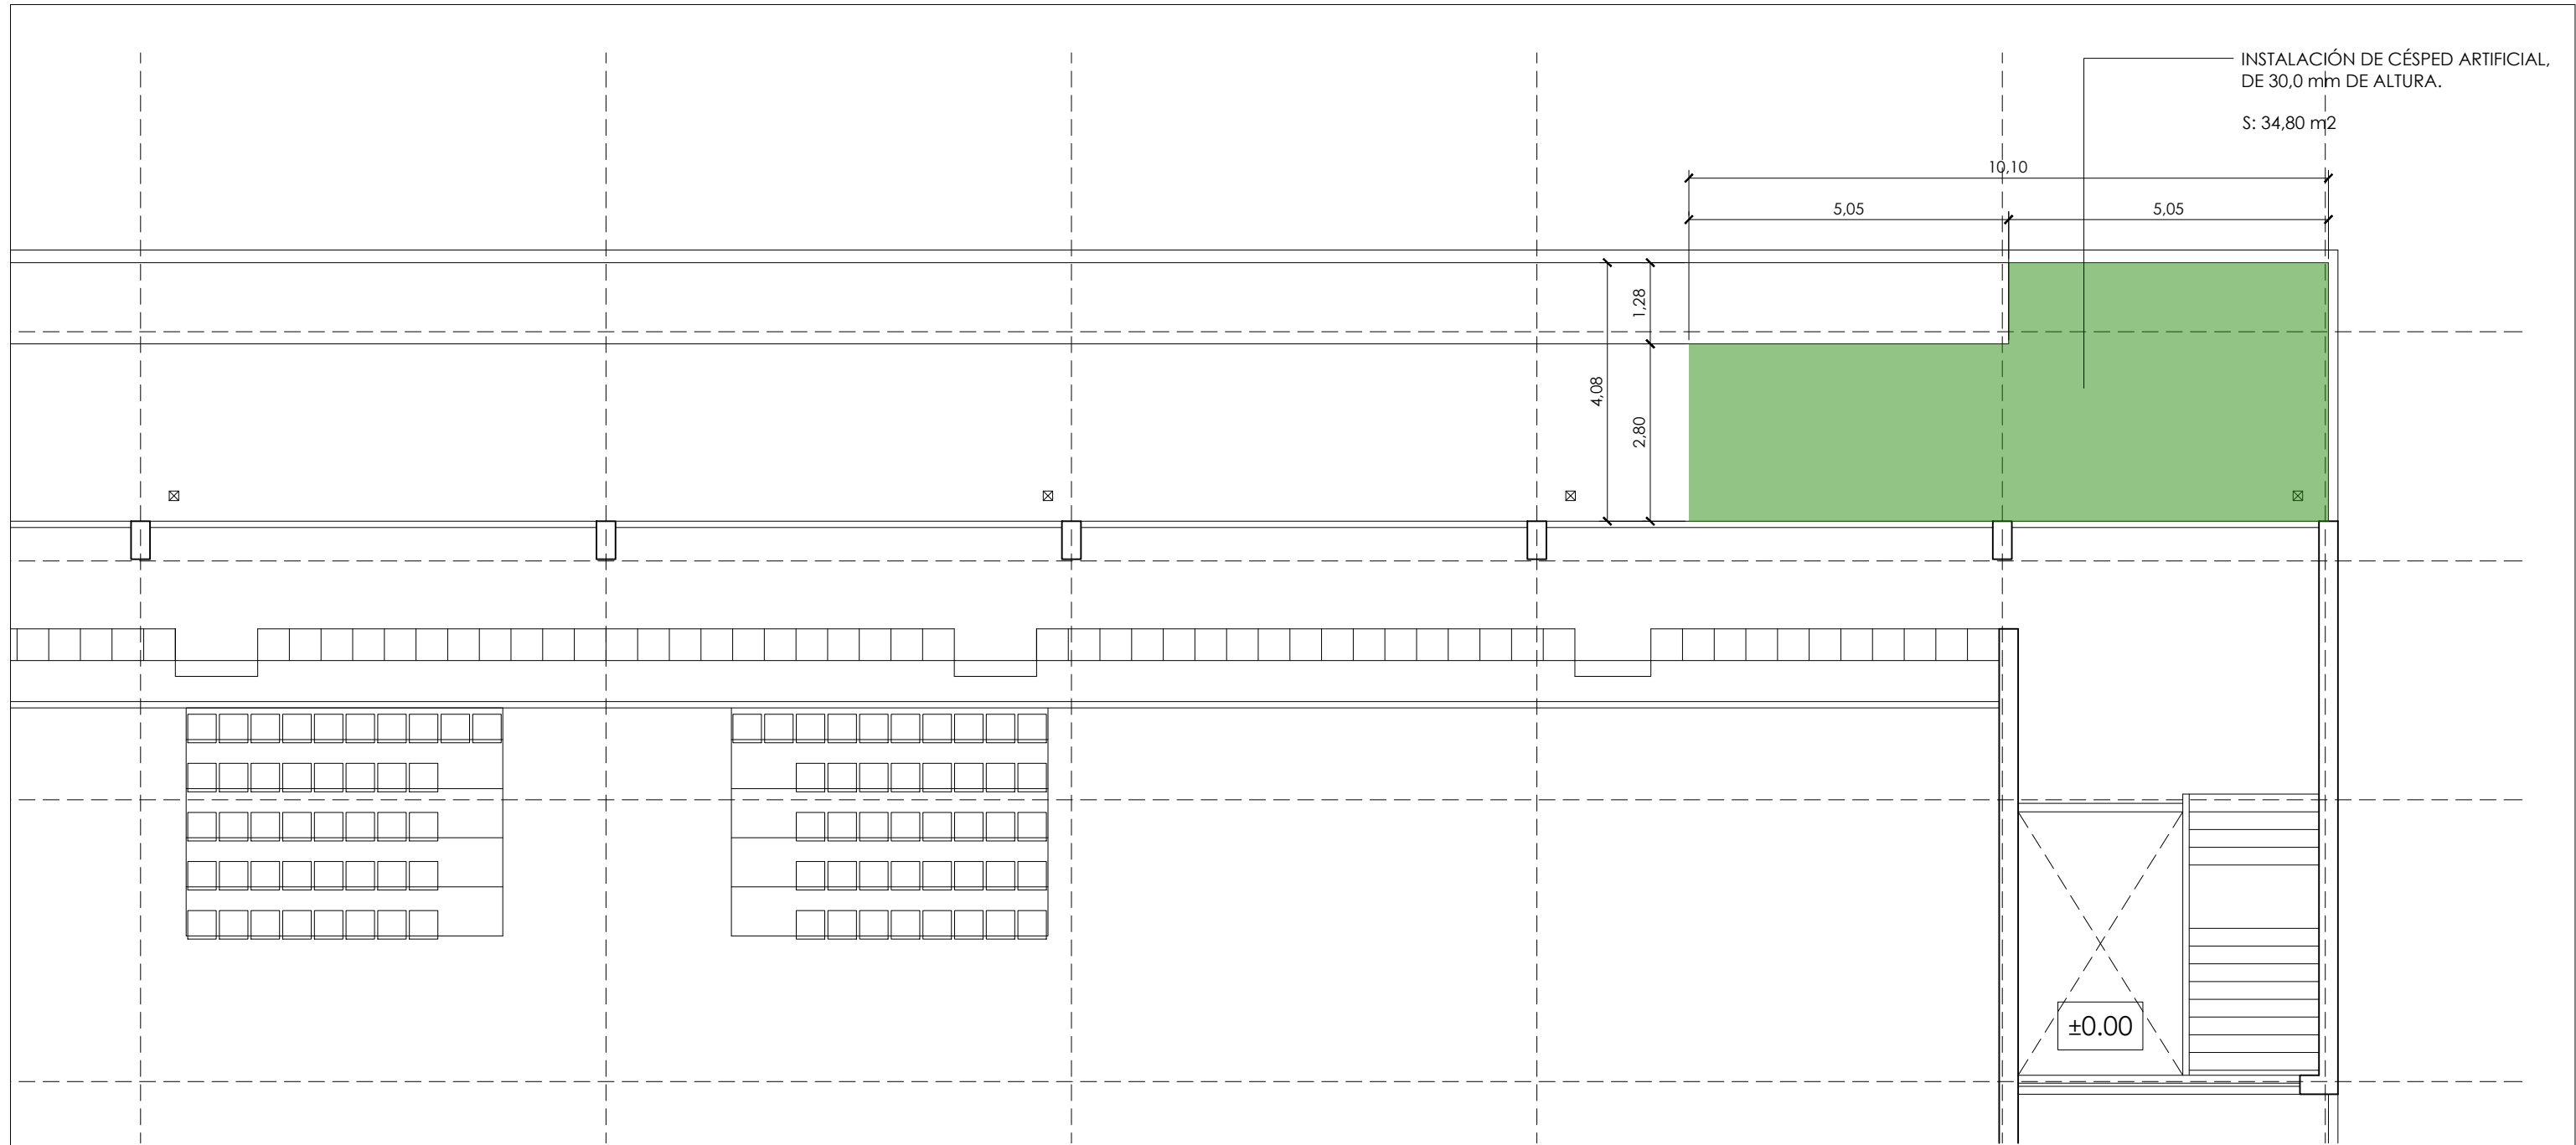 INSTALACIÓN DE CÉSPED ARTIFICIAL,
DE 30,0 mm DE ALTURA.
S: 34,80 m2
10,10
5,05
5,05
1,28
4,08
2,80
±0.00